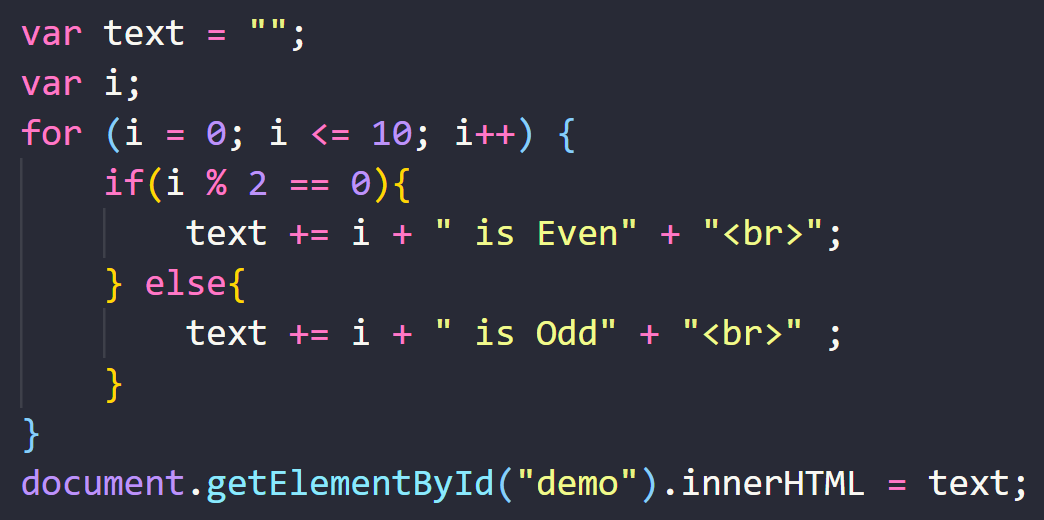 var text = "";
var i;
for (i = 0; i <= 10; i++) {
    if(i % 2 == 0){
        text += i + " is Even" + "<br>";
    } else{
        text += i + " is Odd" + "<br>" ;
    }
}
document.getElementById("demo").innerHTML = text;